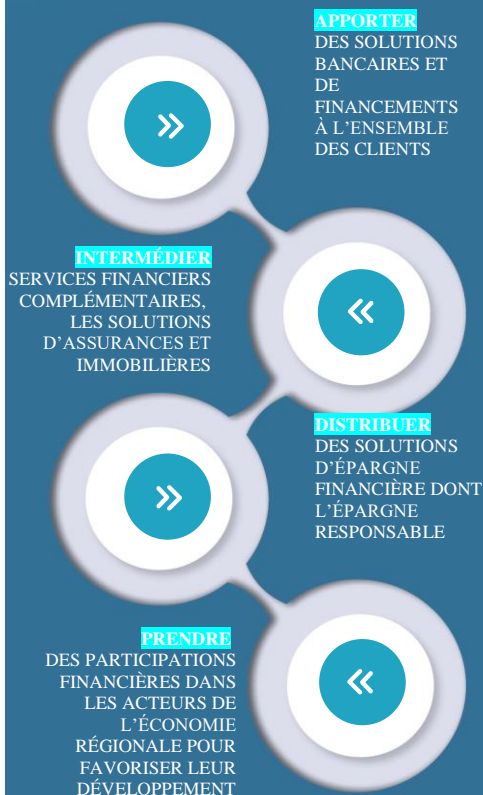 APPORTER
DES SOLUTIONS
BANCAIRES ET
DE
FINANCEMENTS
À L'ENSEMBLE
DES CLIENTS
INTERMÉDIER
SERVICES FINANCIERS
COMPLÉMENTAIRES,
LES SOLUTIONS
D'ASSURANCES ET
IMMOBILIÈRES
DISTRIBUER
DES SOLUTIONS
D'ÉPARGNE
FINANCIÈRE DONT
L'ÉPARGNE
RESPONSABLE
PRENDRE
DES PARTICIPATIONS
FINANCIÈRES DANS
LES ACTEURS DE
L'ÉCONOMIE
RÉGIONALE POUR
FAVORISER LEUR
DÉVELOPPEMENT